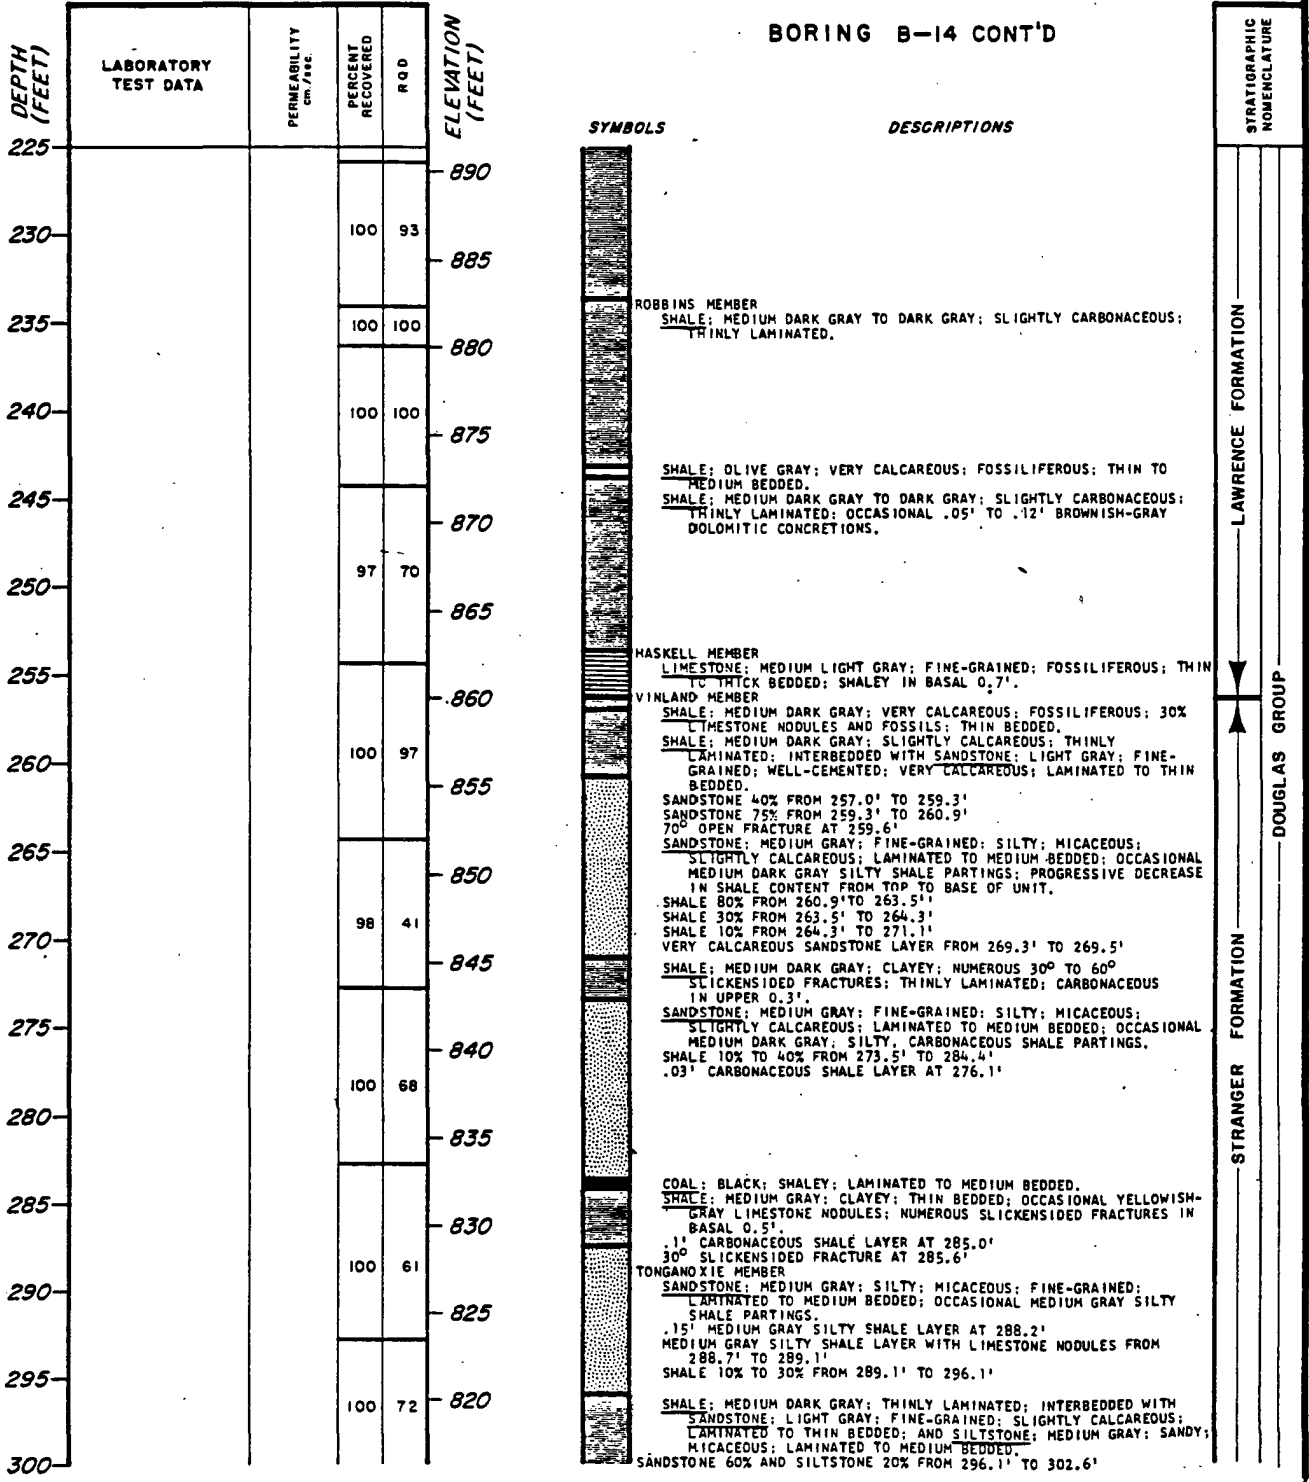 BORING B-14 CONT'D
DEPTH (FEET)
LABORATORY TEST DATA
PERMEABILITY cm./sec.
PERCENT RECOVERED
RQD
ELEVATION (FEET)
SYMBOLS
DESCRIPTIONS
STRATIGRAPHIC NOMENCLATURE
225
230
235
240
245
250
255
260
265
270
275
280
285
290
295
300
100 93
100 100
100 100
97 70
100 97
98 41
100 68
100 61
100 72
890
885
880
875
870
865
860
855
850
845
840
835
830
825
820
ROBBINS MEMBER
SHALE; MEDIUM DARK GRAY TO DARK GRAY; SLIGHTLY CARBONACEOUS;
THINLY LAMINATED.
SHALE; OLIVE GRAY; VERY CALCAREOUS; FOSSILIFEROUS; THIN TO
MEDIUM BEDDED.
SHALE; MEDIUM DARK GRAY TO DARK GRAY; SLIGHTLY CARBONACEOUS;
THINLY LAMINATED; OCCASIONAL .05' TO .12' BROWNISH-GRAY
DOLOMITIC CONCRETIONS.
HASKELL MEMBER
LIMESTONE; MEDIUM LIGHT GRAY; FINE-GRAINED; FOSSILIFEROUS; THIN
TO THICK BEDDED; SHALEY IN BASAL 0.7'.
VINLAND MEMBER
SHALE; MEDIUM DARK GRAY; VERY CALCAREOUS; FOSSILIFEROUS; 30%
LIMESTONE NODULES AND FOSSILS; THIN BEDDED.
SHALE; MEDIUM DARK GRAY; SLIGHTLY CALCAREOUS; THINLY
LAMINATED; INTERBEDDED WITH SANDSTONE; LIGHT GRAY; FINE-
GRAINED; WELL-CEMENTED; VERY CALCAREOUS; LAMINATED TO THIN
BEDDED.
SANDSTONE 40% FROM 257.0' TO 259.3'
SANDSTONE 75% FROM 259.3' TO 260.9'
70° OPEN FRACTURE AT 259.6'
SANDSTONE; MEDIUM GRAY; FINE-GRAINED; SILTY; MICACEOUS;
SLIGHTLY CALCAREOUS; LAMINATED TO MEDIUM BEDDED; OCCASIONAL
MEDIUM DARK GRAY SILTY SHALE PARTINGS; PROGRESSIVE DECREASE
IN SHALE CONTENT FROM TOP TO BASE OF UNIT.
SHALE 80% FROM 260.9' TO 263.5'
SHALE 30% FROM 263.5' TO 264.3'
SHALE 10% FROM 264.3' TO 271.1'
VERY CALCAREOUS SANDSTONE LAYER FROM 269.3' TO 269.5'
SHALE; MEDIUM DARK GRAY; CLAYEY; NUMEROUS 30° TO 60°
SLICKENSIDED FRACTURES; THINLY LAMINATED; CARBONACEOUS
IN UPPER 0.3'.
SANDSTONE; MEDIUM GRAY; FINE-GRAINED; SILTY; MICACEOUS;
SLIGHTLY CALCAREOUS; LAMINATED TO MEDIUM BEDDED; OCCASIONAL
MEDIUM DARK GRAY; SILTY, CARBONACEOUS SHALE PARTINGS.
SHALE 10% TO 40% FROM 273.5' TO 284.4'
.03' CARBONACEOUS SHALE LAYER AT 276.1'
COAL; BLACK; SHALEY; LAMINATED TO MEDIUM BEDDED.
SHALE; MEDIUM GRAY; CLAYEY; THIN BEDDED; OCCASIONAL YELLOWISH-
GRAY LIMESTONE NODULES; NUMEROUS SLICKENSIDED FRACTURES IN
BASAL 0.5'.
.1' CARBONACEOUS SHALE LAYER AT 285.0'
30° SLICKENSIDED FRACTURE AT 285.6'
TONGANOXIE MEMBER
SANDSTONE; MEDIUM GRAY; SILTY; MICACEOUS; FINE-GRAINED;
LAMINATED TO MEDIUM BEDDED; OCCASIONAL MEDIUM GRAY SILTY
SHALE PARTINGS.
.15' MEDIUM GRAY SILTY SHALE LAYER AT 288.2'
MEDIUM GRAY SILTY SHALE LAYER WITH LIMESTONE NODULES FROM
288.7' TO 289.1'
SHALE 10% TO 30% FROM 289.1' TO 296.1'
SHALE; MEDIUM DARK GRAY; THINLY LAMINATED; INTERBEDDED WITH
SANDSTONE; LIGHT GRAY; FINE-GRAINED; SLIGHTLY CALCAREOUS;
LAMINATED TO THIN BEDDED; AND SILTSTONE; MEDIUM GRAY; SANDY;
MICACEOUS; LAMINATED TO MEDIUM BEDDED.
SANDSTONE 60% AND SILTSTONE 20% FROM 296.1' TO 302.6'
LAWRENCE FORMATION
STRANGER FORMATION
DOUGLAS GROUP